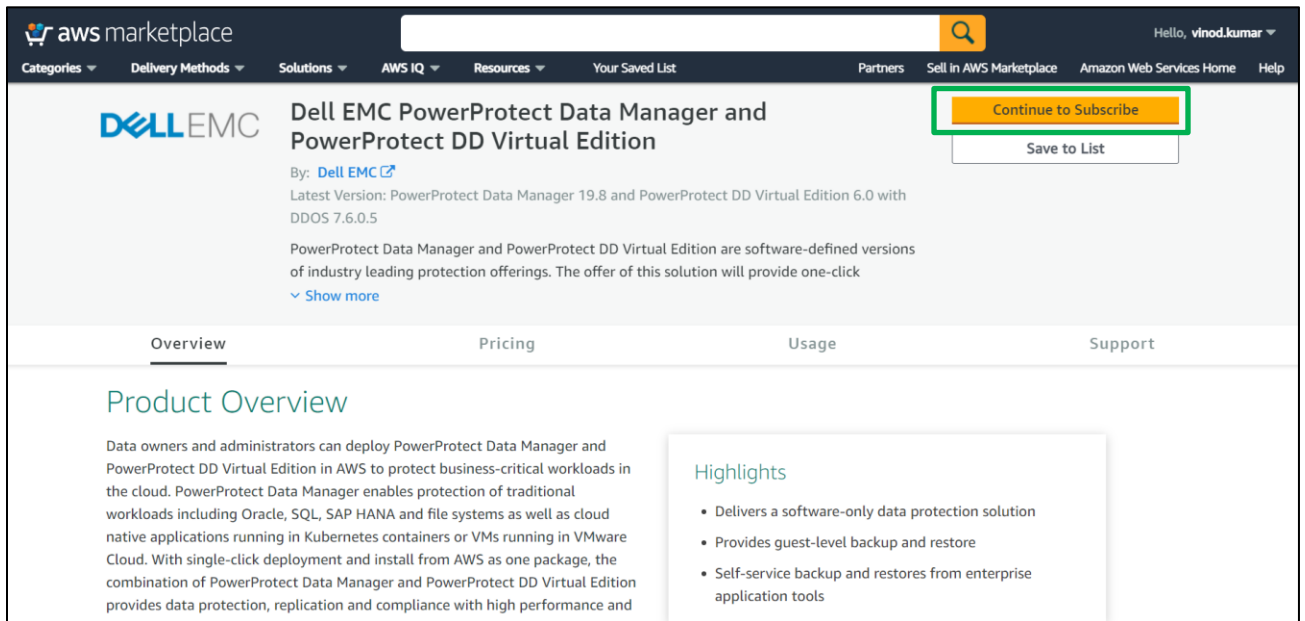 aws marketplace
Hello, vinod.kumar
Categories Delivery Methods Solutions AWS IQ Resources Your Saved List Partners Sell in AWS Marketplace Amazon Web Services Home Help
DELLEMC
Dell EMC PowerProtect Data Manager and
PowerProtect DD Virtual Edition
By: Dell EMC
Latest Version: PowerProtect Data Manager 19.8 and PowerProtect DD Virtual Edition 6.0 with
DDOS 7.6.0.5
PowerProtect Data Manager and PowerProtect DD Virtual Edition are software-defined versions
of industry leading protection offerings. The offer of this solution will provide one-click
Show more
Continue to Subscribe
Save to List
Overview Pricing Usage Support
Product Overview
Data owners and administrators can deploy PowerProtect Data Manager and
PowerProtect DD Virtual Edition in AWS to protect business-critical workloads in
the cloud. PowerProtect Data Manager enables protection of traditional
workloads including Oracle, SQL, SAP HANA and file systems as well as cloud
native applications running in Kubernetes containers or VMs running in VMware
Cloud. With single-click deployment and install from AWS as one package, the
combination of PowerProtect Data Manager and PowerProtect DD Virtual Edition
provides data protection, replication and compliance with high performance and
Highlights
• Delivers a software-only data protection solution
• Provides guest-level backup and restore
• Self-service backup and restores from enterprise
application tools